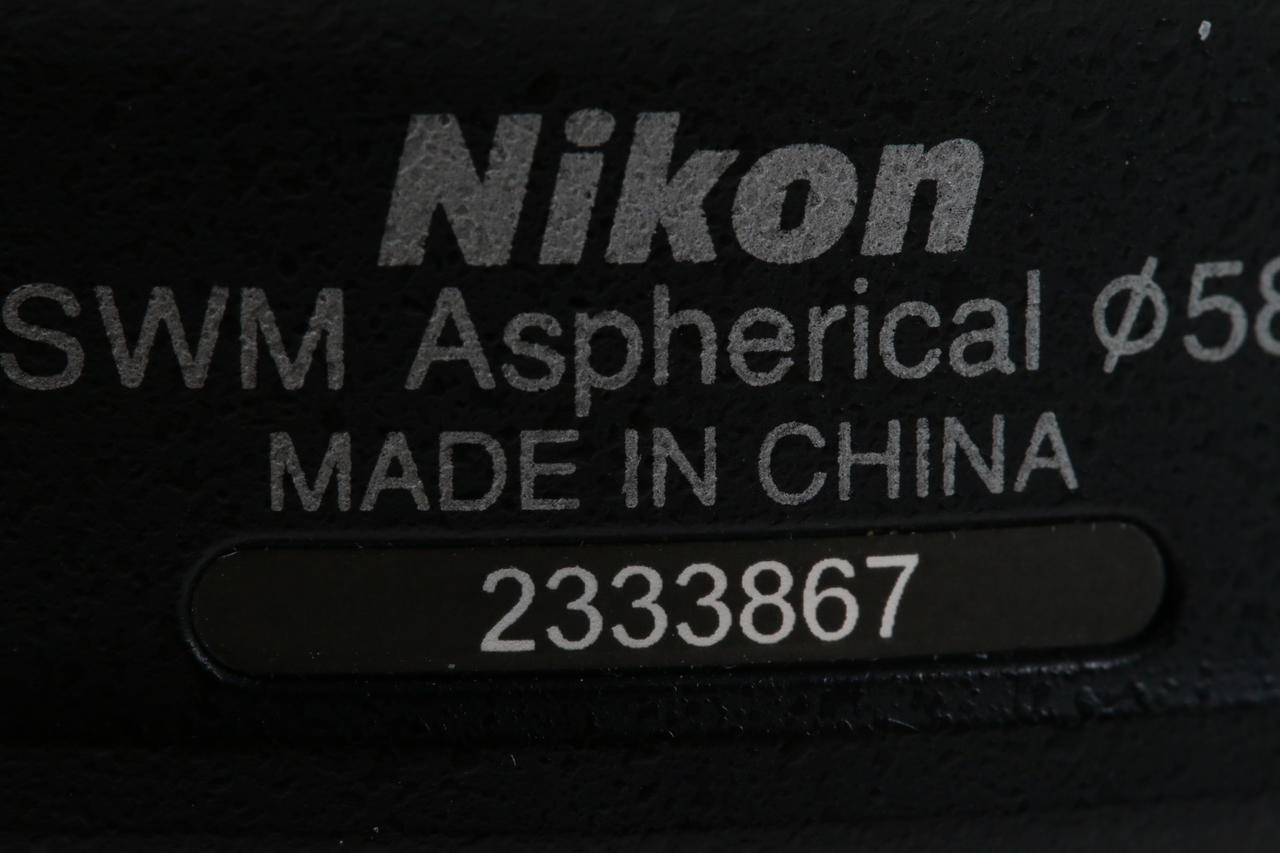 Nikon
SWM Aspherical ⌀58
MADE IN CHINA
2333867